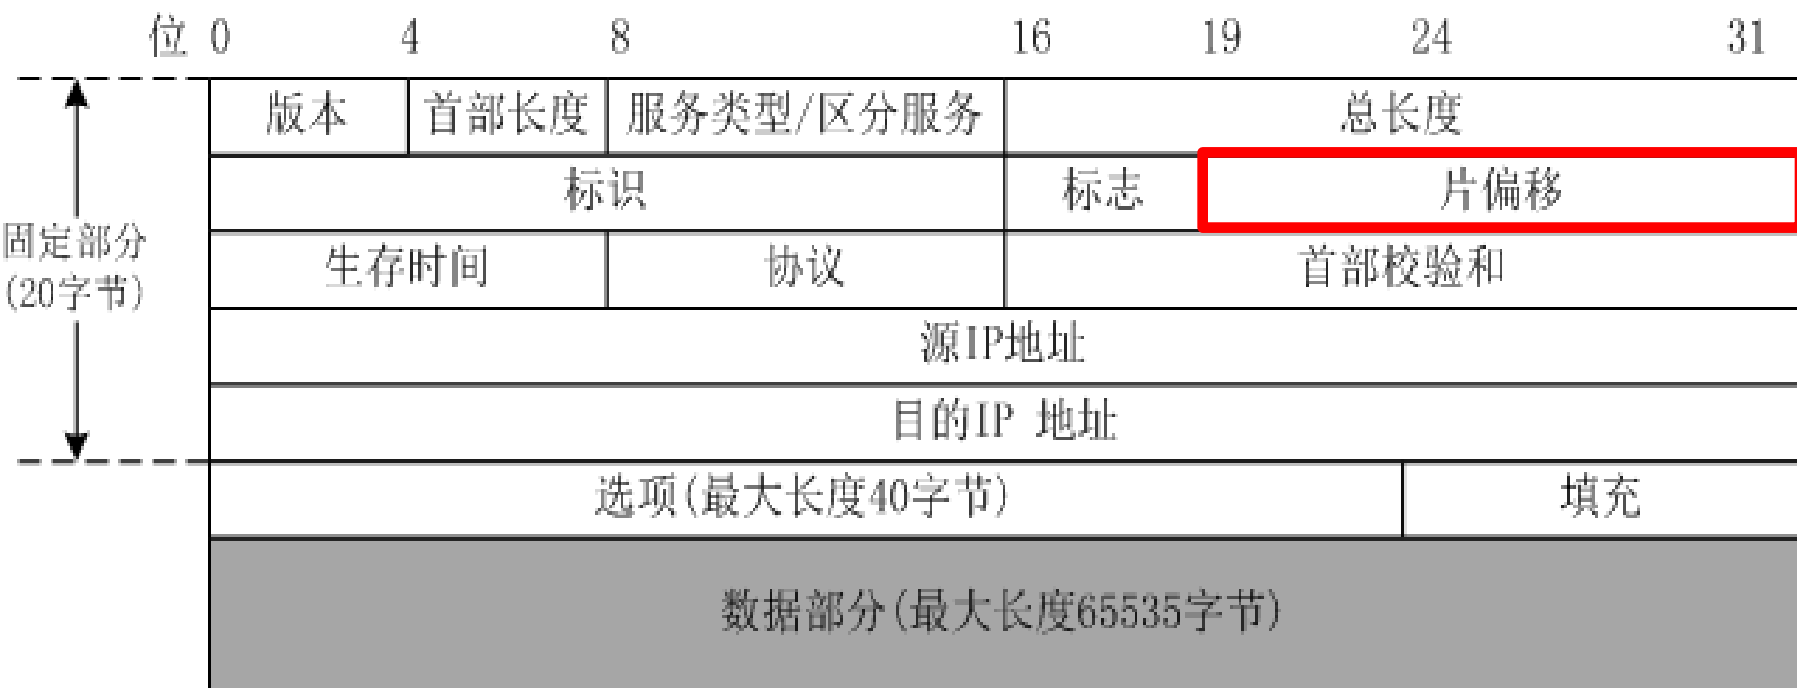 位 0 4 8 16 19 24 31
版本 首部长度 服务类型/区分服务 总长度
标识 标志 片偏移
固定部分
(20字节)
生存时间 协议 首部校验和
源IP地址
目的IP 地址
选项(最大长度40字节) 填充
数据部分(最大长度65535字节)